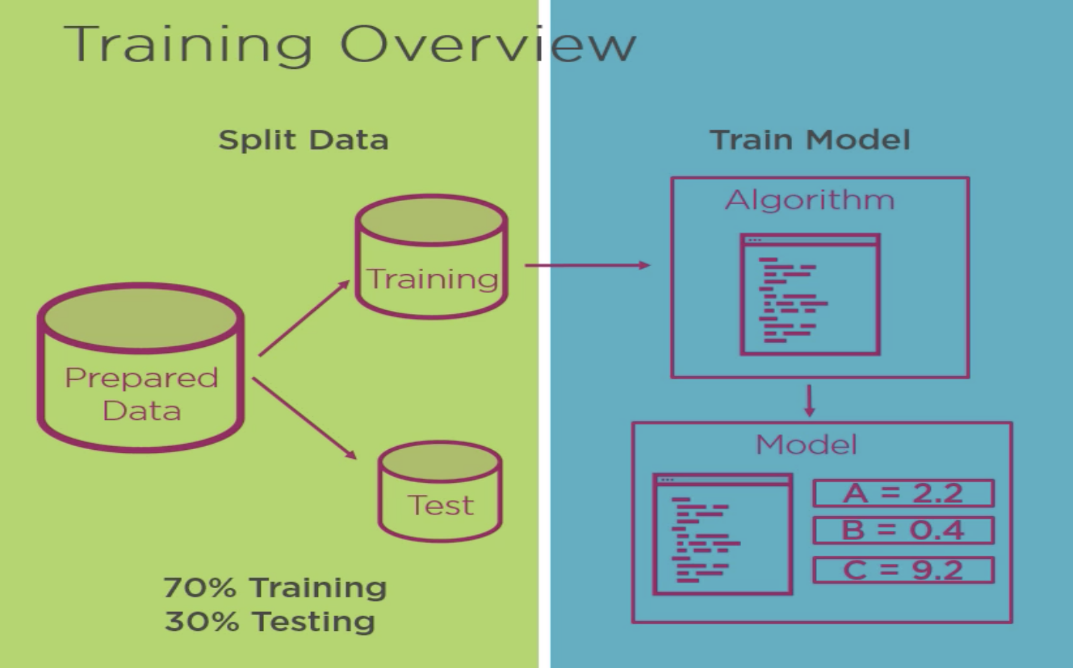 Training Overview
Split Data
Training
Prepared
Data
Test
70% Training
30% Testing
Train Model
Algorithm
Model
A = 2.2
B = 0.4
C = 9.2